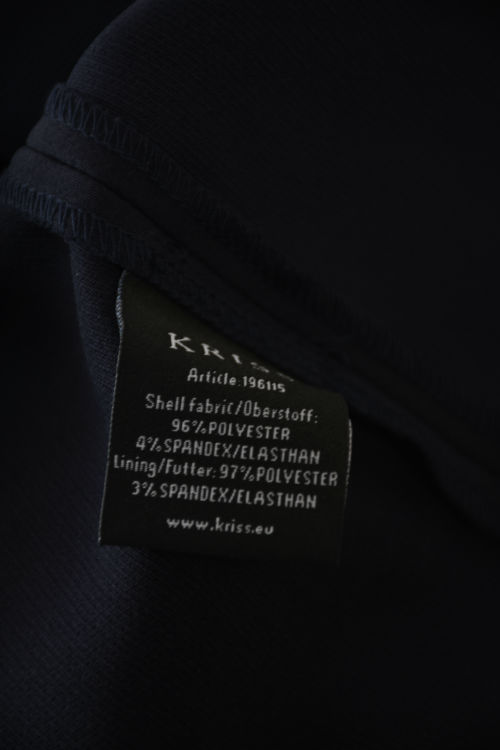 KRISS
Article:196115
Shell fabric/Oberstoff:
96%POLYESTER
4%SPANDEX/ELASTHAN
Lining/Futter: 97%POLYESTER
3%SPANDEX/ELASTHAN
www.kriss.eu